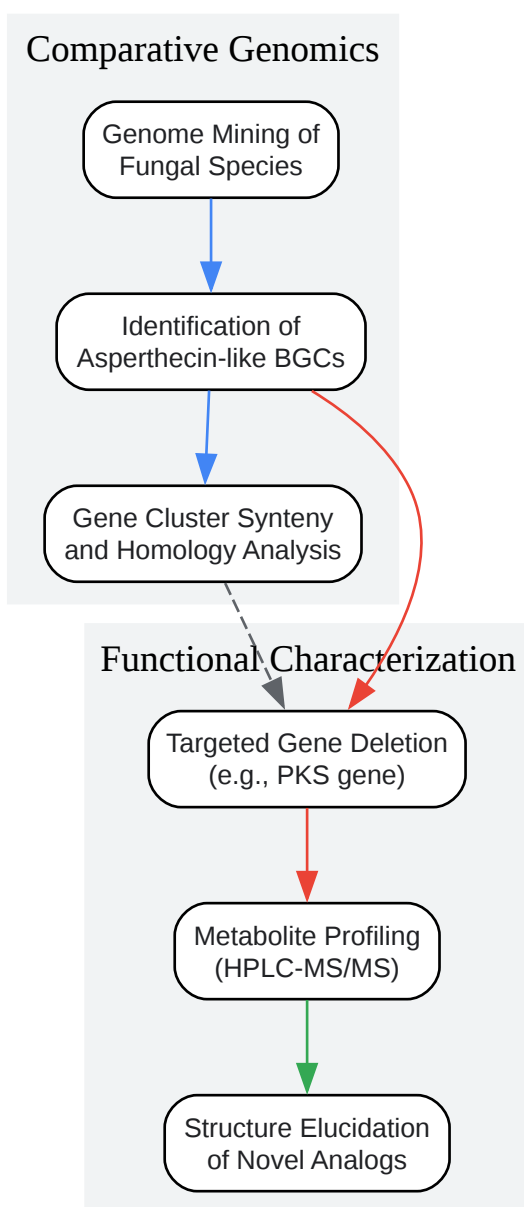 Comparative Genomics
Genome Mining of
Fungal Species
Identification of
Asperthecin-like BGCs
Gene Cluster Synteny
and Homology Analysis
Functional Characterization
Targeted Gene Deletion
(e.g., PKS gene)
Metabolite Profiling
(HPLC-MS/MS)
Structure Elucidation
of Novel Analogs